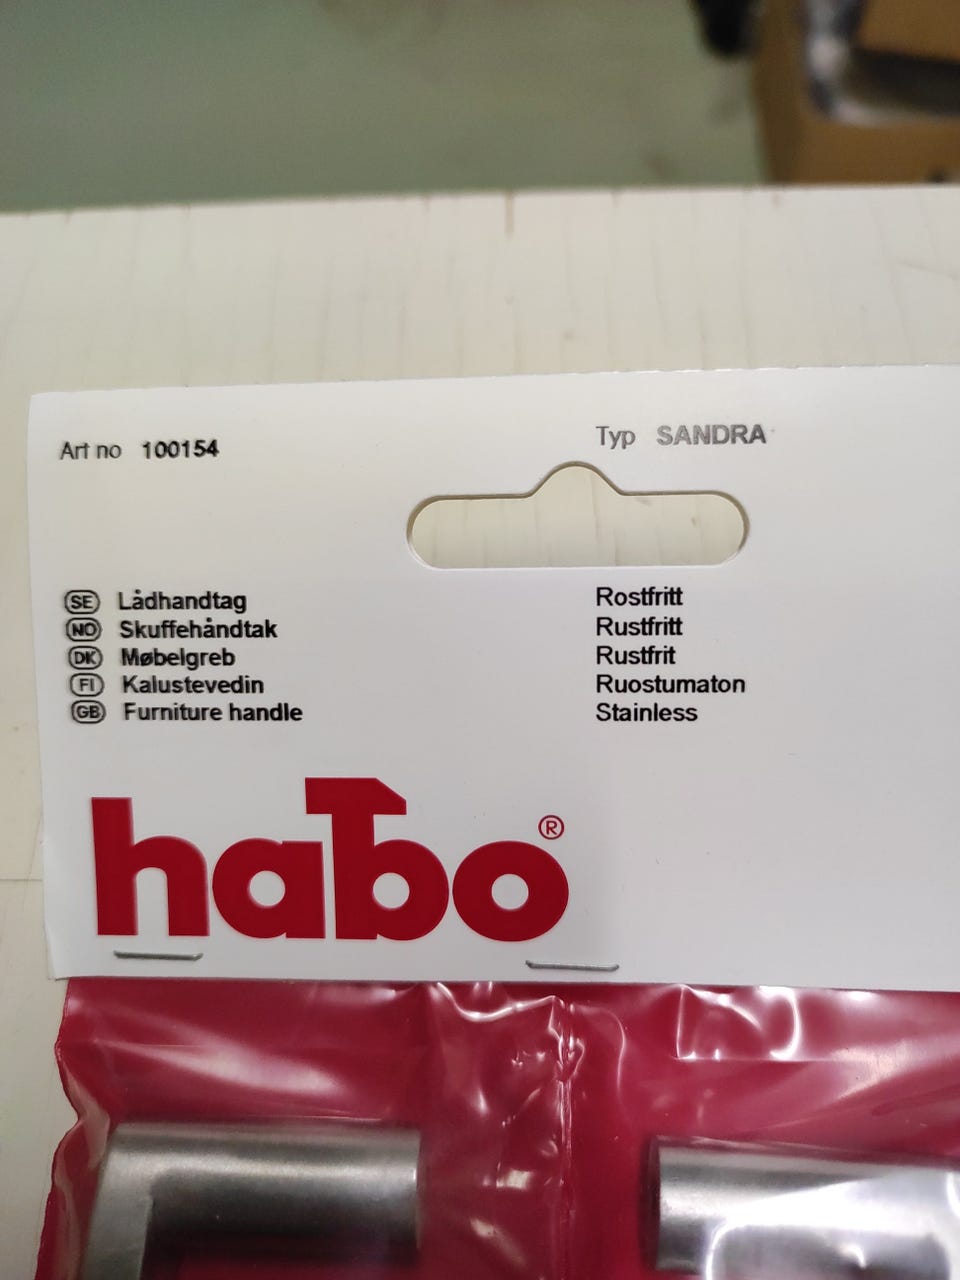 Art no 100154
Typ SANDRA
SE Lådhandtag Rostfritt
NO Skuffehåndtak Rustfritt
DK Møbelgreb Rustfrit
FI Kalustevedin Ruostumaton
GB Furniture handle Stainless
habo®